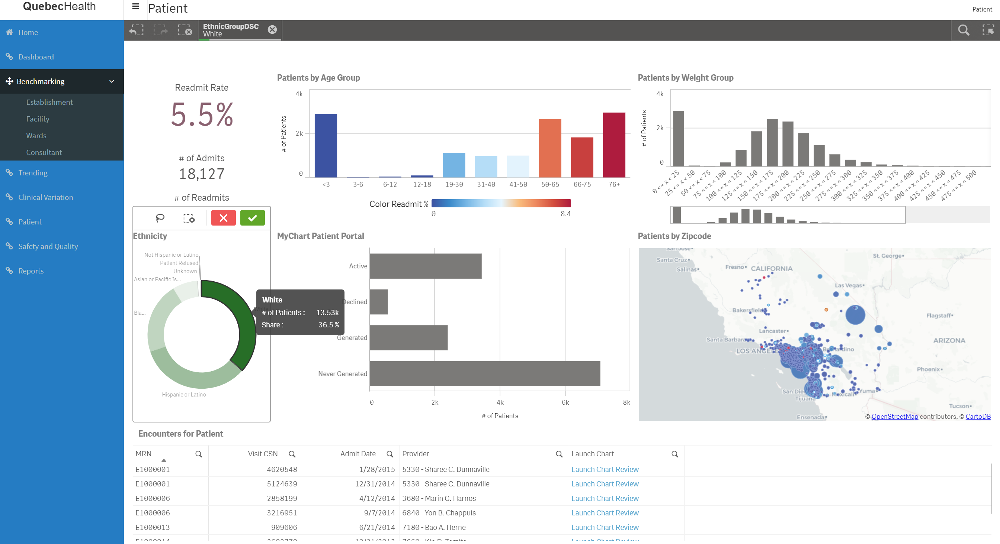 QuebecHealth
Patient
Patient
Home
Dashboard
Benchmarking
Establishment
Facility
Wards
Consultant
Trending
Clinical Variation
Patient
Safety and Quality
Reports
EthnicGroupDSC
White
Readmit Rate
5.5%
# of Admits
18,127
# of Readmits
Patients by Age Group
# of Patients
4k
2k
0
<3 3-6 6-12 12-18 19-30 31-40 41-50 50-65 66-75 76+
Color Readmit %
0 8.4
Patients by Weight Group
# of Patients
4k
2k
0
0 <= x < 25
25 <= x < 50
50 <= x < 75
75 <= x < 100
100 <= x < 125
125 <= x < 150
150 <= x < 175
175 <= x < 200
200 <= x < 225
225 <= x < 250
250 <= x < 275
275 <= x < 300
300 <= x < 325
325 <= x < 350
350 <= x < 375
375 <= x < 400
400 <= x < 425
425 <= x < 450
450 <= x < 475
475 <= x < 500
Ethnicity
Not Hispanic or Latino
Patient Refused
Unknown
Asian or Pacific Is...
Bla...
Hispanic or Latino
White
White
# of Patients : 13.53k
Share : 36.5 %
MyChart Patient Portal
Active
Declined
Generated
Never Generated
0 2k 4k 6k 8k
# of Patients
Patients by Zipcode
San Jose
Santa Cruz
Salinas
Fresno
CALIFORNIA
St. George
Las Vegas
Bakersfield
Flagstaff
Lancaster
Santa Barbara
ARIZONA
LOS ANGELE
Phoenix
San Die
Tijuana
Mexicali
Yuma
Tucson
Ensenada
© OpenStreetMap contributors, © CartoDB
Encounters for Patient
MRN Visit CSN Admit Date Provider Launch Chart
E1000001 4620548 1/28/2015 5330 - Sharee C. Dunnaville Launch Chart Review
E1000001 5124639 12/31/2014 5330 - Sharee C. Dunnaville Launch Chart Review
E1000006 2858199 4/12/2014 3680 - Marin G. Harnos Launch Chart Review
E1000006 3216951 9/7/2014 6840 - Yon B. Chappuis Launch Chart Review
E1000013 909606 6/21/2014 7180 - Bao A. Herne Launch Chart Review